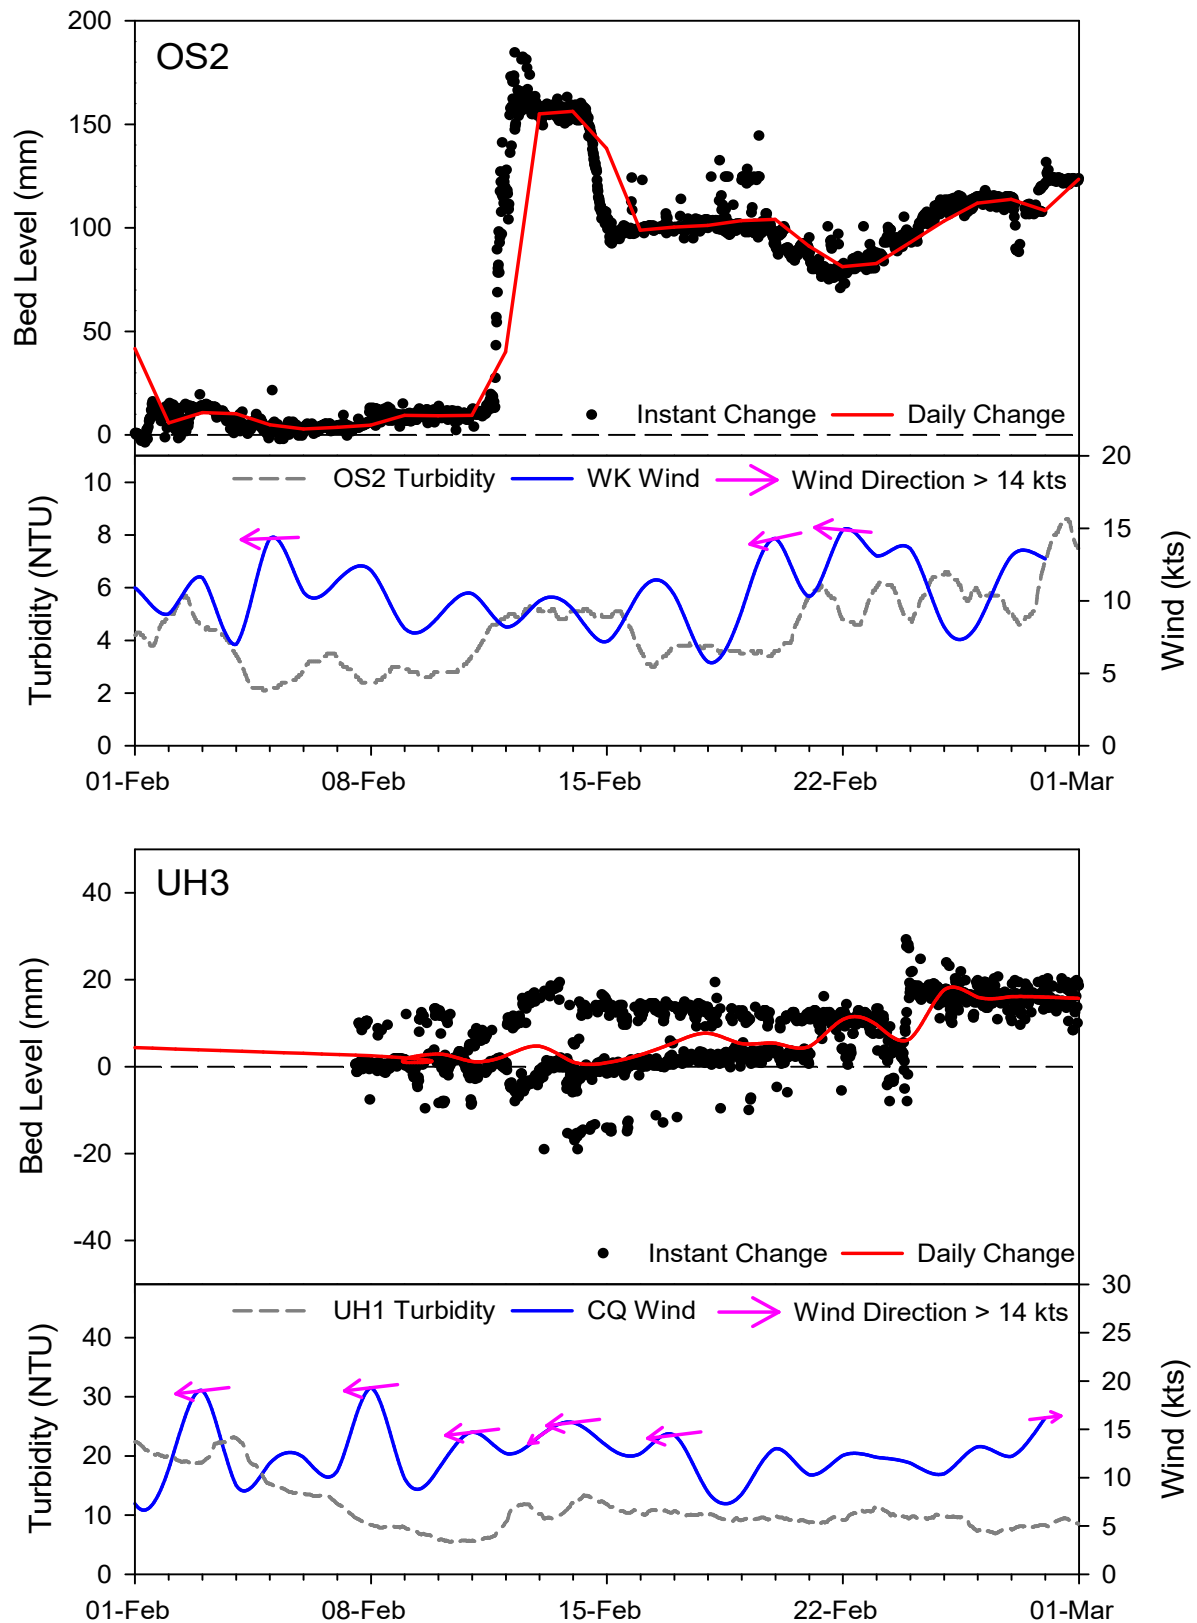 200
OS2
150
100
50
0
Bed Level (mm)
Instant Change
Daily Change
20
10
OS2 Turbidity
WK Wind
Wind Direction > 14 kts
8
15
6
10
4
5
2
0
0
Turbidity (NTU)
Wind (kts)
01-Feb
08-Feb
15-Feb
22-Feb
01-Mar
UH3
40
20
0
-20
-40
Bed Level (mm)
Instant Change
Daily Change
30
UH1 Turbidity
CQ Wind
Wind Direction > 14 kts
40
25
30
20
15
20
10
10
5
0
0
Turbidity (NTU)
Wind (kts)
01-Feb
08-Feb
15-Feb
22-Feb
01-Mar